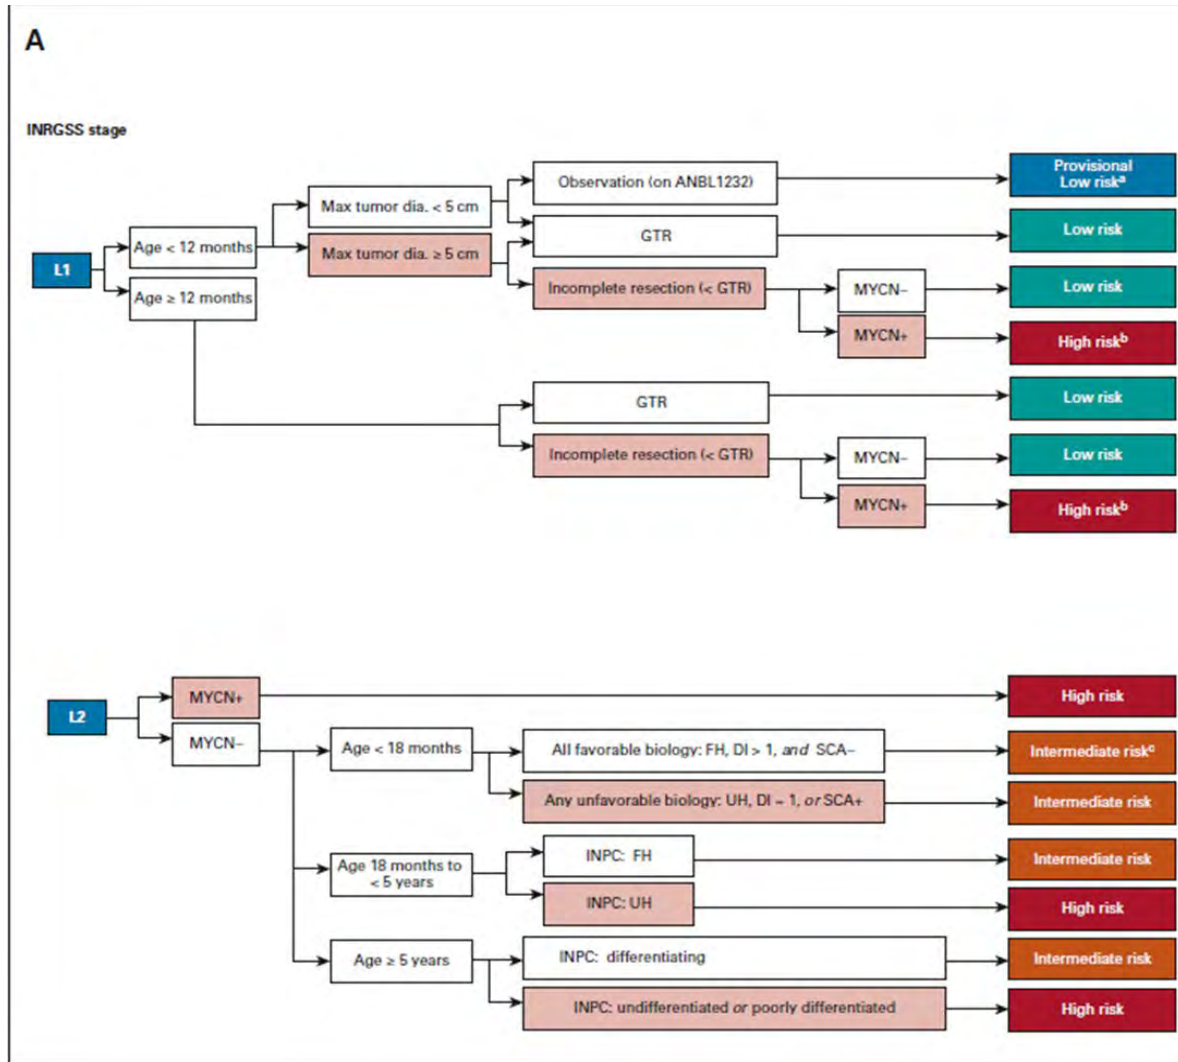 A
INRGSS stage
L1
Age < 12 months
Age ≥ 12 months
Max tumor dia. < 5 cm
Max tumor dia. ≥ 5 cm
Observation (on ANBL1232)
GTR
Incomplete resection (< GTR)
MYCN–
MYCN+
Provisional
Low riskᵃ
Low risk
Low risk
High riskᵇ
GTR
Incomplete resection (< GTR)
MYCN–
MYCN+
Low risk
Low risk
High riskᵇ
L2
MYCN+
High risk
MYCN–
Age < 18 months
All favorable biology: FH, DI > 1, and SCA–
Intermediate riskᶜ
Any unfavorable biology: UH, DI = 1, or SCA+
Intermediate risk
Age 18 months to
< 5 years
INPC: FH
Intermediate risk
INPC: UH
High risk
Age ≥ 5 years
INPC: differentiating
Intermediate risk
INPC: undifferentiated or poorly differentiated
High risk